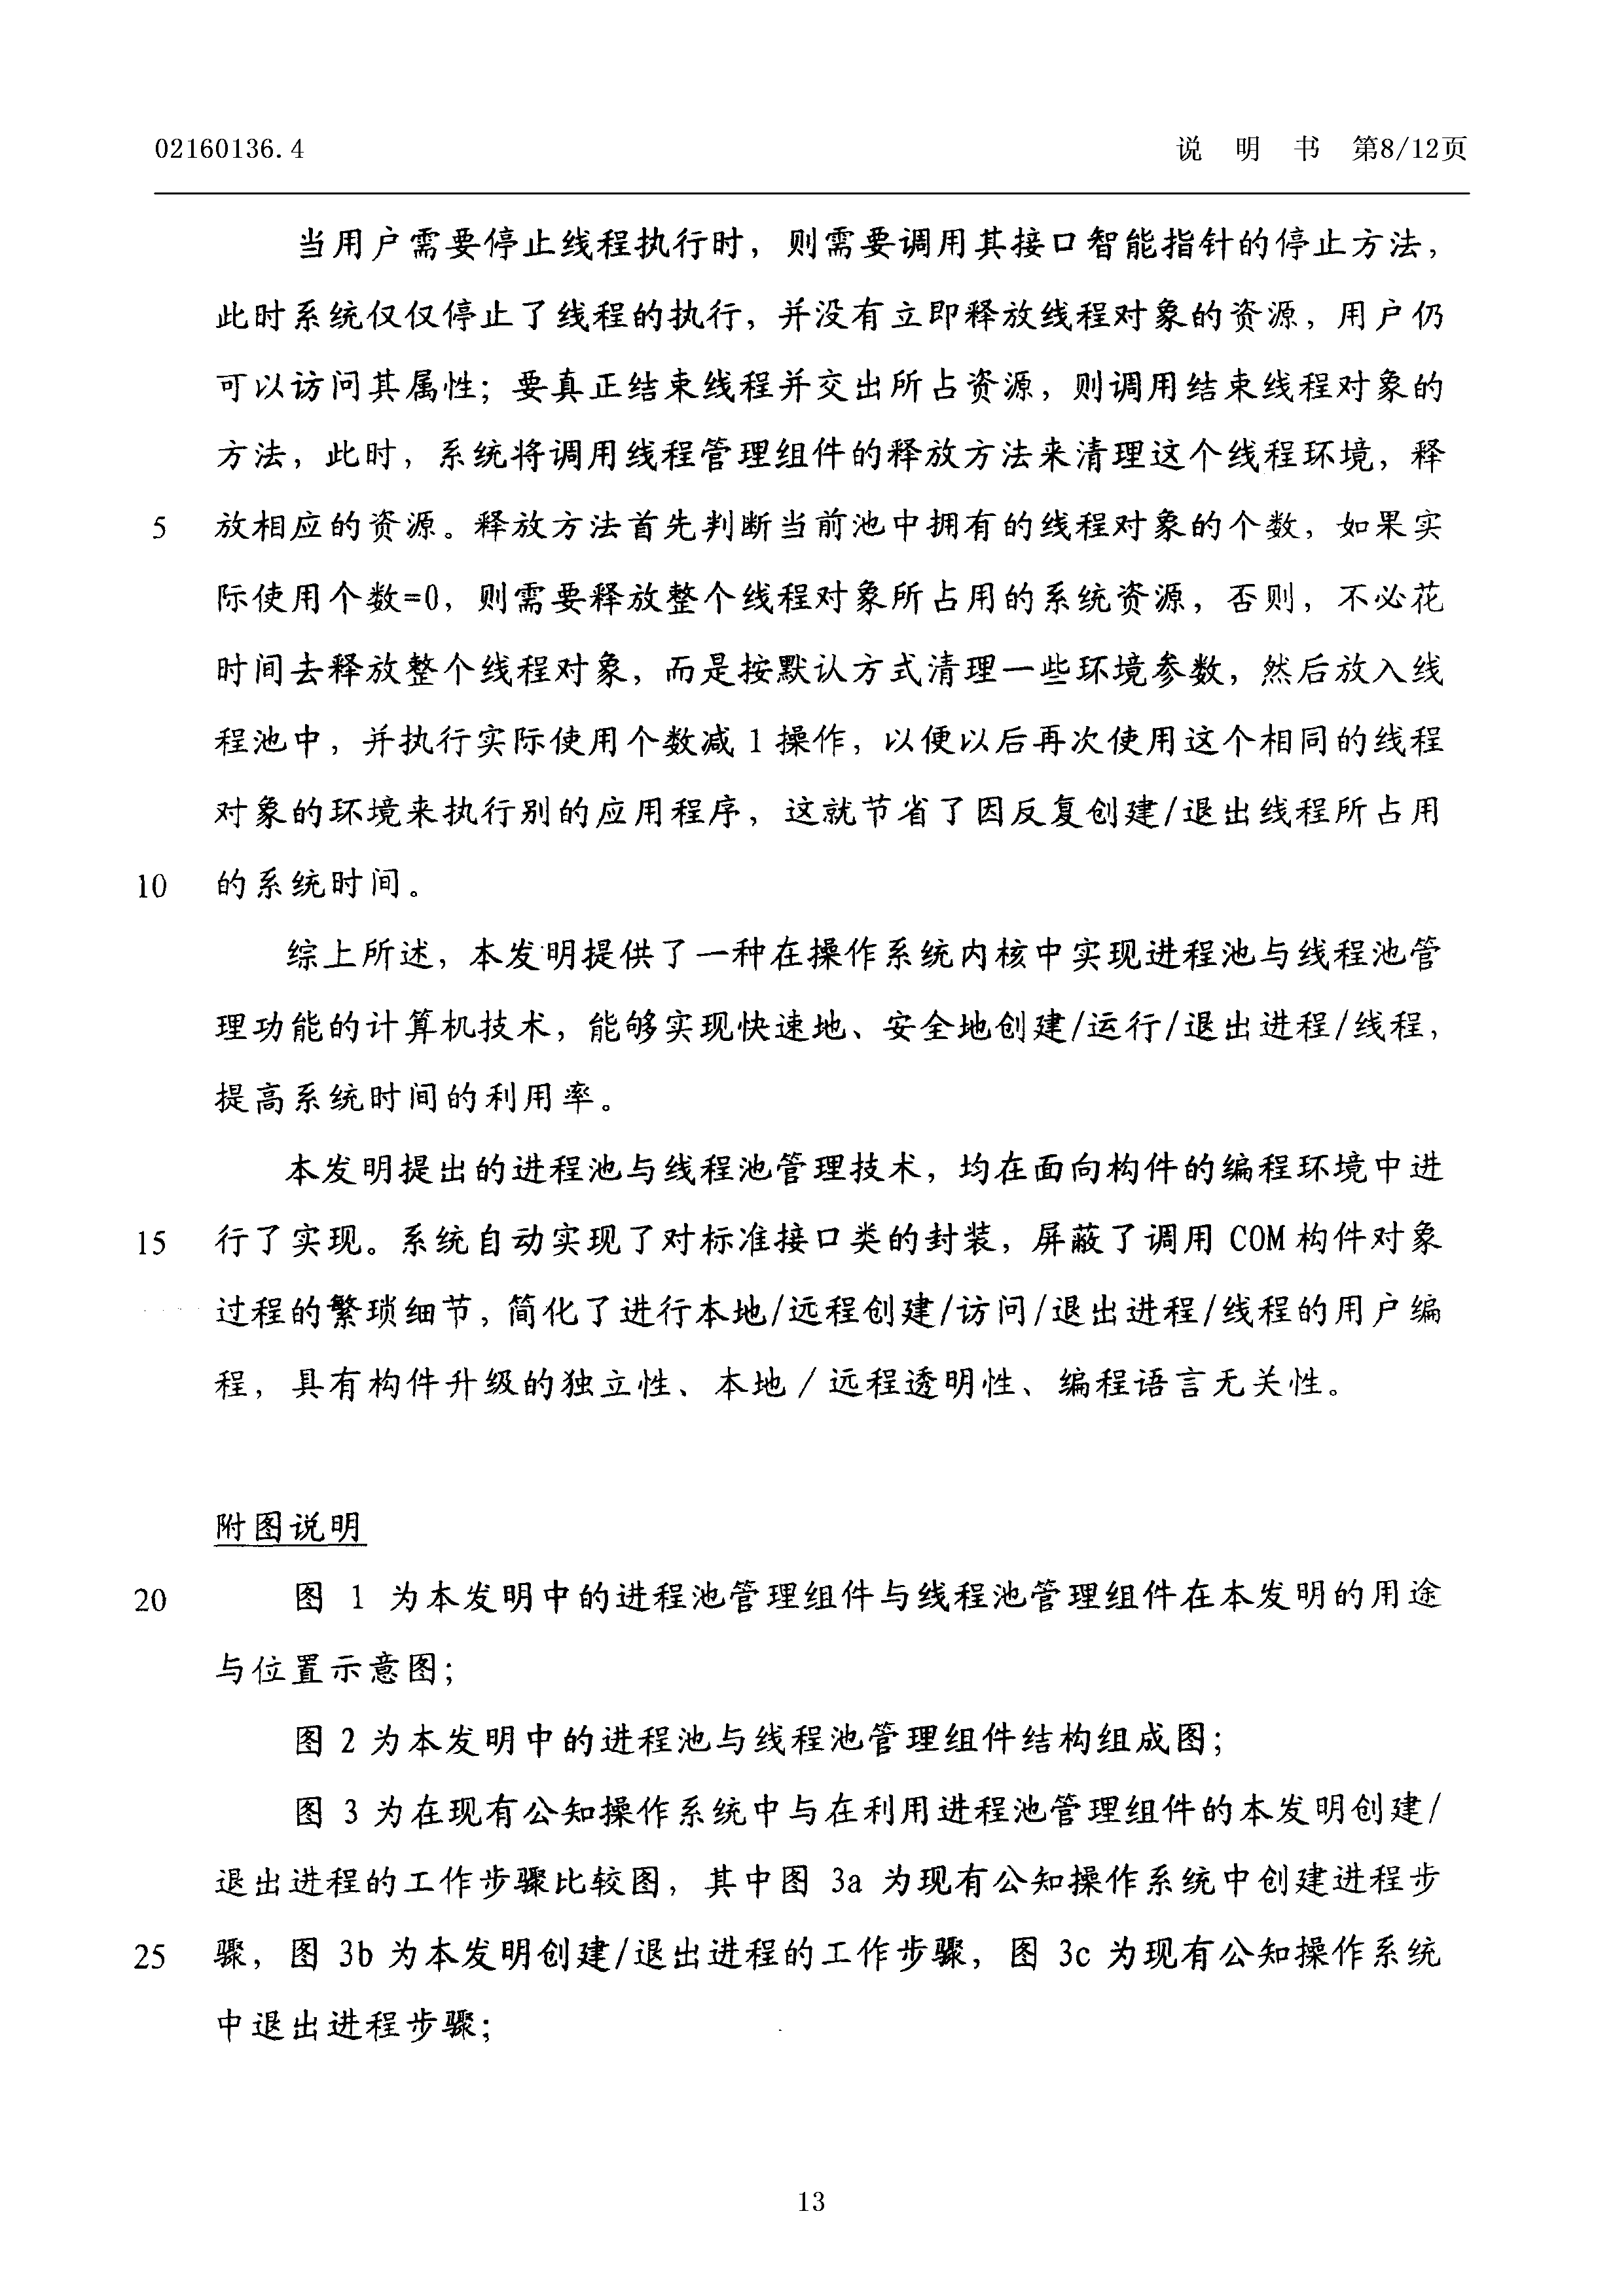 02160136.4
说 明 书 第8/12页
当用户需要停止线程执行时，则需要调用其接口智能指针的停止方法，
此时系统仅仅停止了线程的执行，并没有立即释放线程对象的资源，用户仍
可以访问其属性；要真正结束线程并交出所占资源，则调用结束线程对象的
方法，此时，系统将调用线程管理组件的释放方法来清理这个线程环境，释
5 放相应的资源。释放方法首先判断当前池中拥有的线程对象的个数，如果实
际使用个数=0，则需要释放整个线程对象所占用的系统资源，否则，不必花
时间去释放整个线程对象，而是按默认方式清理一些环境参数，然后放入线
程池中，并执行实际使用个数减 1 操作，以便以后再次使用这个相同的线程
对象的环境来执行别的应用程序，这就节省了因反复创建/退出线程所占用
10 的系统时间。
综上所述，本发明提供了一种在操作系统内核中实现进程池与线程池管
理功能的计算机技术，能够实现快速地、安全地创建/运行/退出进程/线程，
提高系统时间的利用率。
本发明提出的进程池与线程池管理技术，均在面向构件的编程环境中进
15 行了实现。系统自动实现了对标准接口类的封装，屏蔽了调用 COM 构件对象
过程的繁琐细节，简化了进行本地/远程创建/访问/退出进程/线程的用户编
程，具有构件升级的独立性、本地/远程透明性、编程语言无关性。
附图说明
20 图 1 为本发明中的进程池管理组件与线程池管理组件在本发明的用途
与位置示意图；
图 2 为本发明中的进程池与线程池管理组件结构组成图；
图 3 为在现有公知操作系统中与在利用进程池管理组件的本发明创建/
退出进程的工作步骤比较图，其中图 3a 为现有公知操作系统中创建进程步
25 骤，图 3b 为本发明创建/退出进程的工作步骤，图 3c 为现有公知操作系统
中退出进程步骤；
13